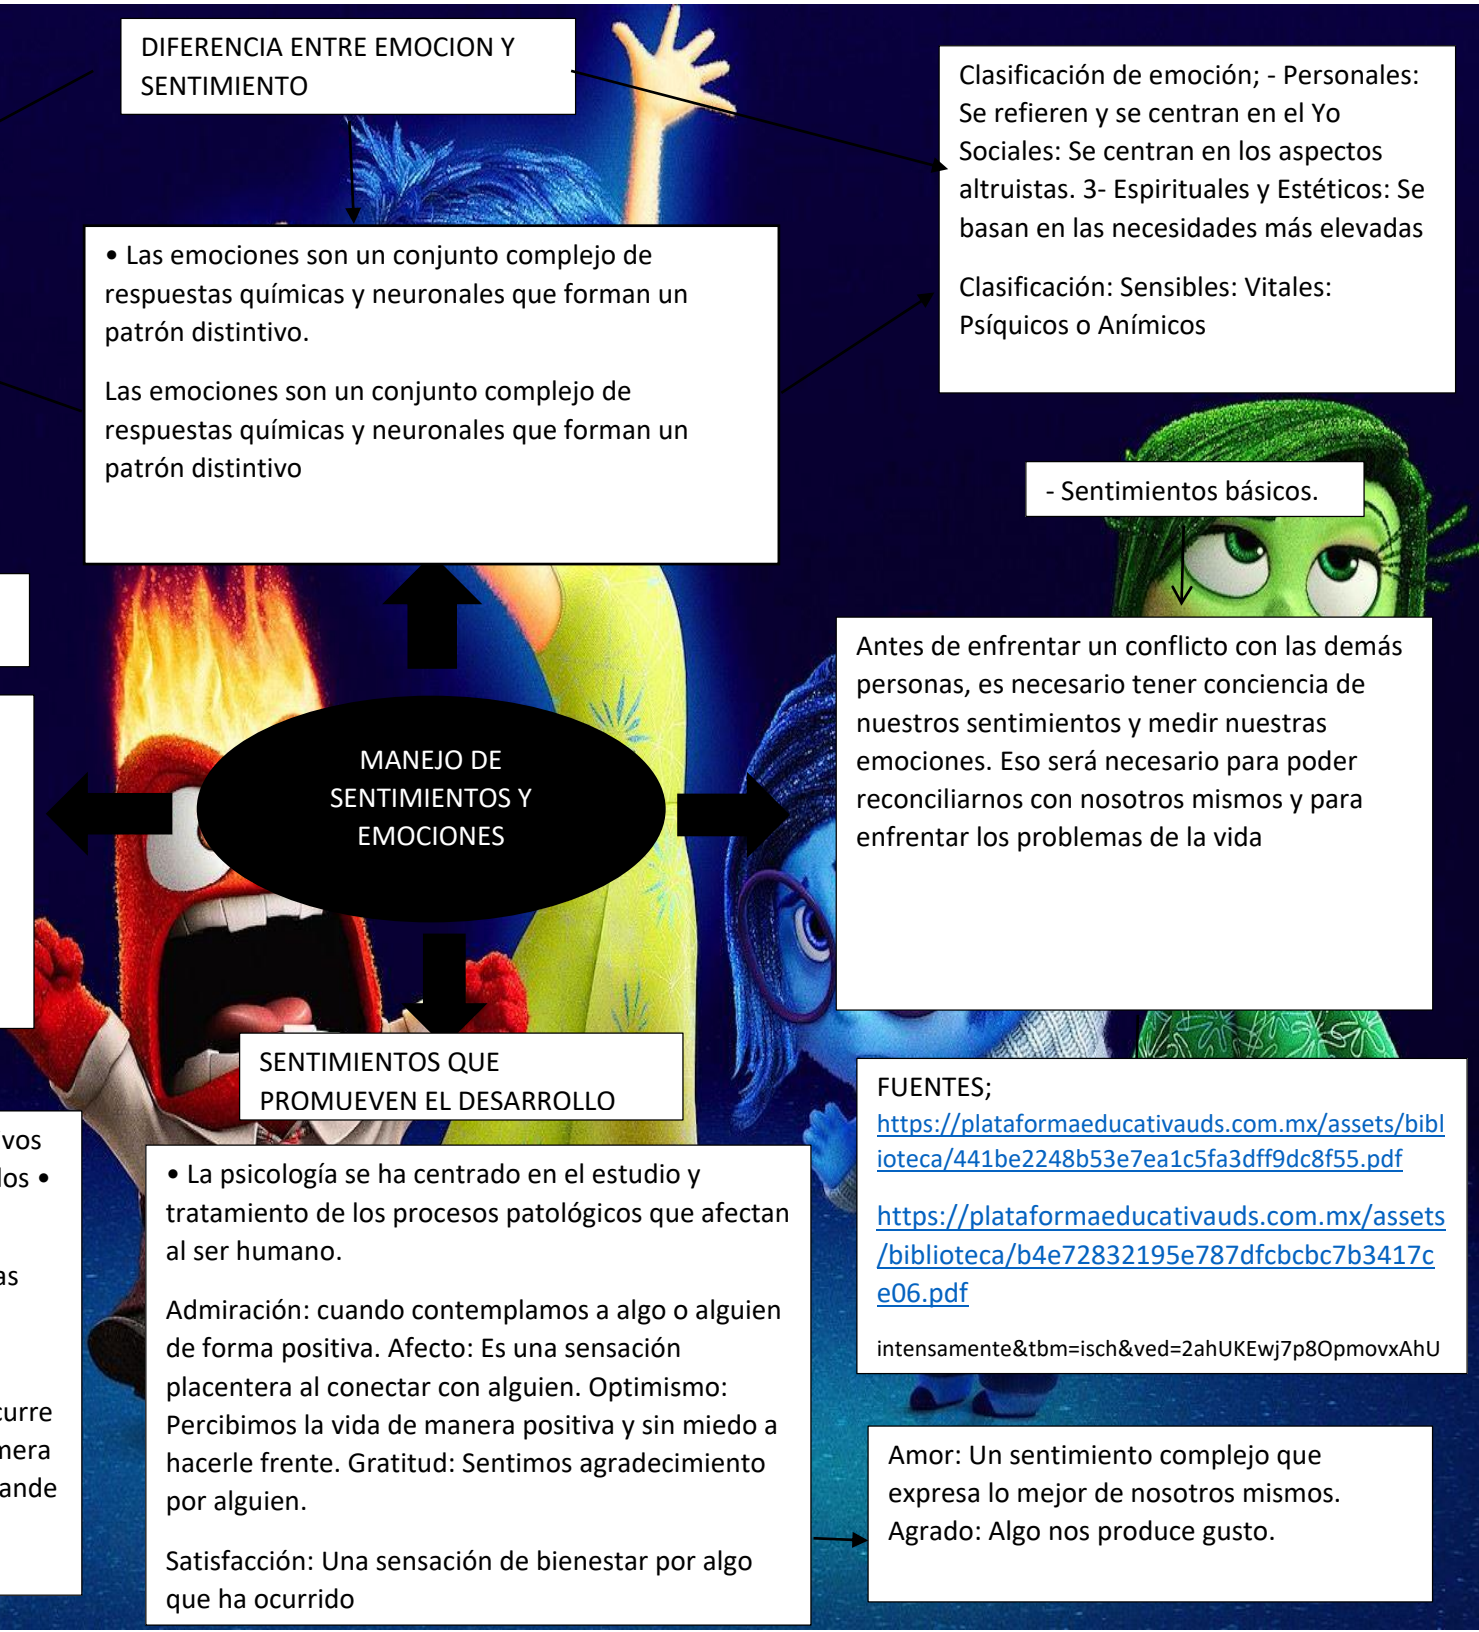 DIFERENCIA ENTRE EMOCION Y
SENTIMIENTO
Clasificación de emoción; - Personales:
Se refieren y se centran en el Yo
Sociales: Se centran en los aspectos
altruistas. 3- Espirituales y Estéticos: Se
basan en las necesidades más elevadas
Clasificación: Sensibles: Vitales:
Psíquicos o Anímicos
• Las emociones son un conjunto complejo de
respuestas químicas y neuronales que forman un
patrón distintivo.
Las emociones son un conjunto complejo de
respuestas químicas y neuronales que forman un
patrón distintivo
- Sentimientos básicos.
Antes de enfrentar un conflicto con las demás
personas, es necesario tener conciencia de
nuestros sentimientos y medir nuestras
emociones. Eso será necesario para poder
reconciliarnos con nosotros mismos y para
enfrentar los problemas de la vida
MANEJO DE
SENTIMIENTOS Y
EMOCIONES
SENTIMIENTOS QUE
PROMUEVEN EL DESARROLLO
vos
los •
as
curre
mera
ande
• La psicología se ha centrado en el estudio y
tratamiento de los procesos patológicos que afectan
al ser humano.
Admiración: cuando contemplamos a algo o alguien
de forma positiva. Afecto: Es una sensación
placentera al conectar con alguien. Optimismo:
Percibimos la vida de manera positiva y sin miedo a
hacerle frente. Gratitud: Sentimos agradecimiento
por alguien.
Satisfacción: Una sensación de bienestar por algo
que ha ocurrido
FUENTES;
https://plataformaeducativauds.com.mx/assets/bibl
ioteca/441be2248b53e7ea1c5fa3dff9dc8f55.pdf
https://plataformaeducativauds.com.mx/assets
/biblioteca/b4e72832195e787dfcbcbc7b3417c
e06.pdf
intensamente&tbm=isch&ved=2ahUKEwj7p8OpmovxAhU
Amor: Un sentimiento complejo que
expresa lo mejor de nosotros mismos.
Agrado: Algo nos produce gusto.